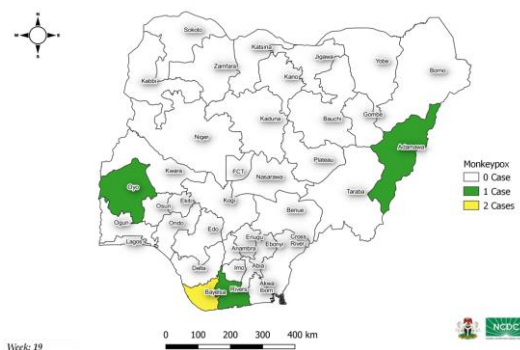 Sokoto
Katsina
Jigawa
Yobe
Borno
Zamfara
Kano
Kebbi
Gombe
Kaduna
Bauchi
Adamawa
Niger
Plateau
Kwara
FCT
Nasarawa
Taraba
Oyo
Ekiti
Kogi
Osun
Benue
Ogun
Ondo
Edo
Enugu
Cross
River
Lagos
Anambra
Ebonyi
Delta
Imo
Abia
Bayelsa
Rivers
Akwa
Ibom
Monkeypox
0 Case
1 Case
2 Cases
0 100 200 300 400 km
Week: 19
NCDC